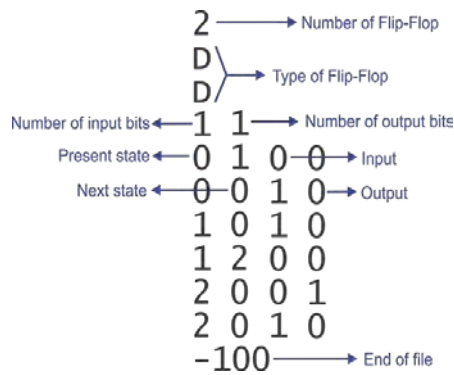 2 Number of Flip-Flop
D
Type of Flip-Flop
D
Number of input bits 1 1 Number of output bits
Present state 0 1 0 0 Input
Next state 0 0 1 0 Output
1 0 1 0
1 2 0 0
2 0 0 1
2 0 1 0
-100 End of file